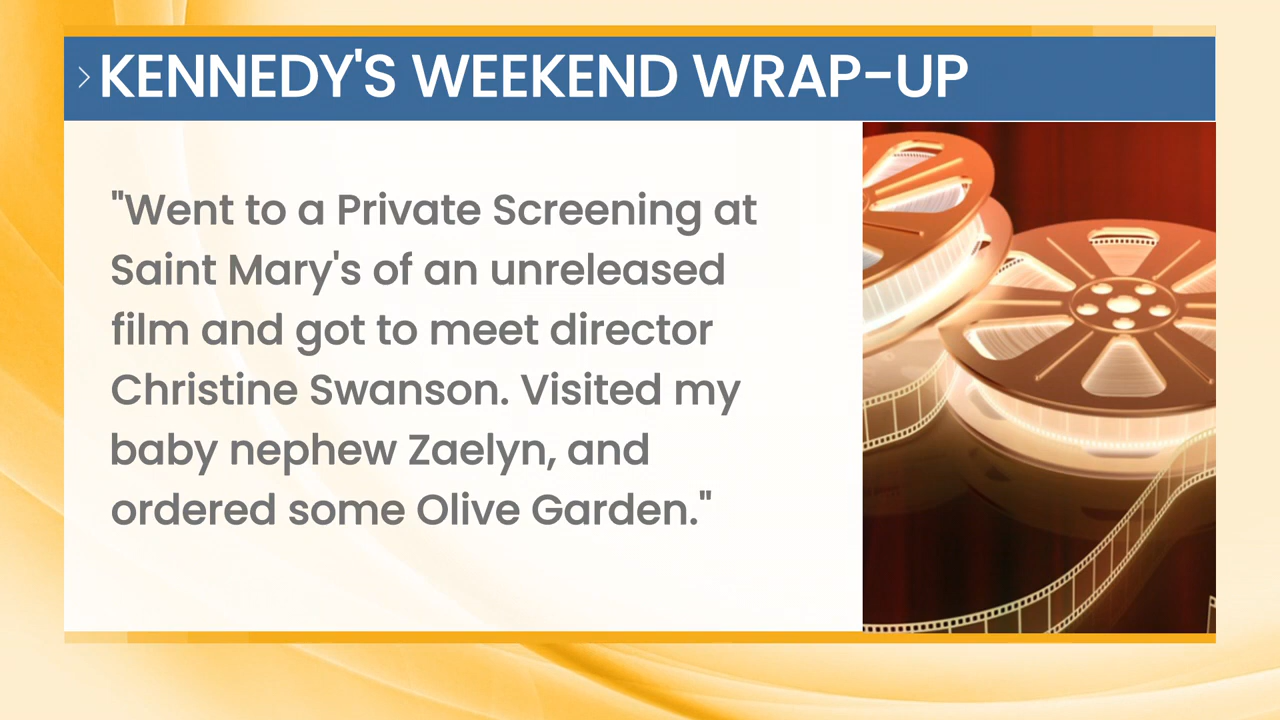 KENNEDY'S WEEKEND WRAP-UP
"Went to a Private Screening at
Saint Mary's of an unreleased
film and got to meet director
Christine Swanson. Visited my
baby nephew Zaelyn, and
ordered some Olive Garden."